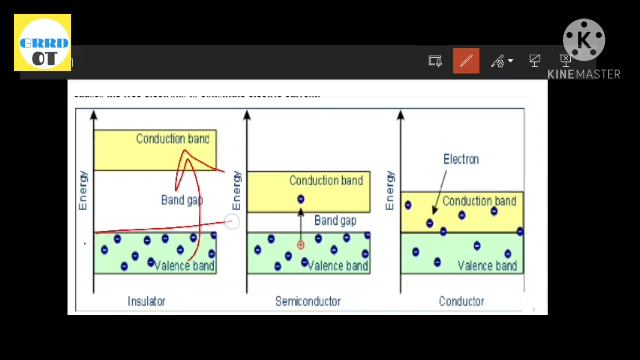 GRRD
OT
K
KINEMASTER
Conduction band
Energy
Band gap
Valence band
Insulator
Conduction band
Energy
Band gap
Valence band
Semiconductor
Electron
Conduction band
Energy
Valence band
Conductor